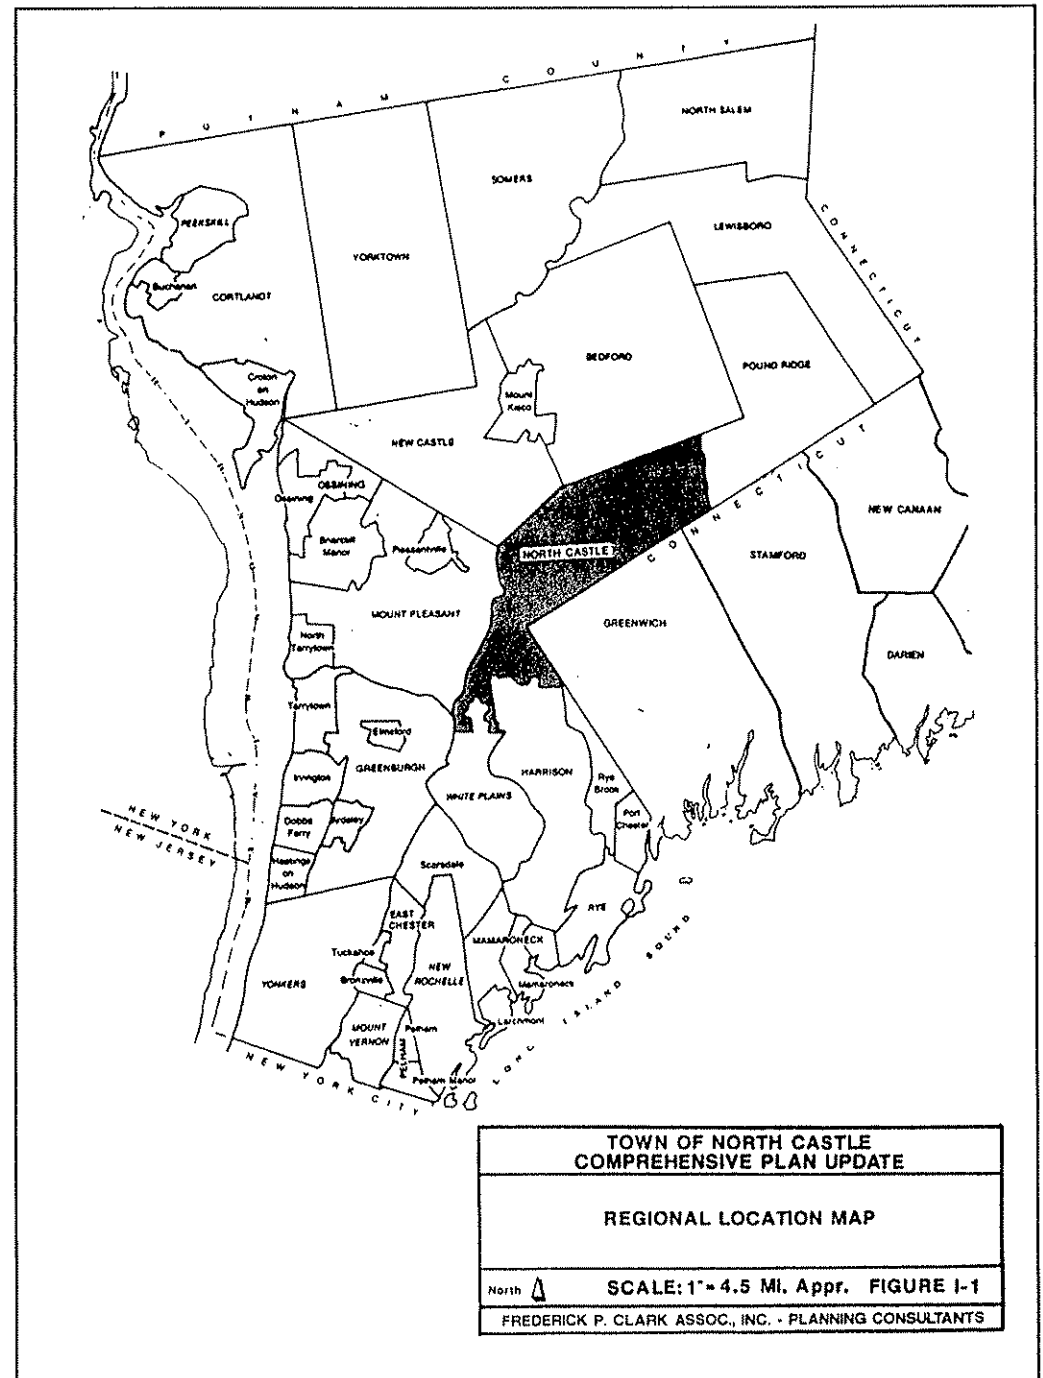 PUTNAM COUNTY
NORTH SALEM
SOMERS
PEEKSKILL
LEWISBORO
CONNECTICUT
YORKTOWN
Buchanan
CORTLANDT
BEDFORD
POUND RIDGE
Croton
on
Hudson
Mount
Kisco
NEW CASTLE
CONNECTICUT
OSSINING
Ossining
NEW CANAAN
Briarcliff
Manor
Pleasantville
NORTH CASTLE
STAMFORD
MOUNT PLEASANT
GREENWICH
North
Tarrytown
DARIEN
Tarrytown
Elmsford
GREENBURGH
HARRISON
Irvington
Rye
Brook
WHITE PLAINS
NEW YORK
NEW JERSEY
Dobbs
Ferry
Ardsley
Port
Chester
Hastings
on
Hudson
Scarsdale
RYE
EAST
CHESTER
MAMARONECK
Tuckahoe
NEW
ROCHELLE
Bronxville
YONKERS
Mamaroneck
Larchmont
LONG ISLAND SOUND
MOUNT
VERNON
Pelham
PELHAM
Pelham Manor
NEW YORK CITY
TOWN OF NORTH CASTLE
COMPREHENSIVE PLAN UPDATE
REGIONAL LOCATION MAP
North
SCALE: 1"= 4.5 Mi. Appr. FIGURE I-1
FREDERICK P. CLARK ASSOC., INC. - PLANNING CONSULTANTS